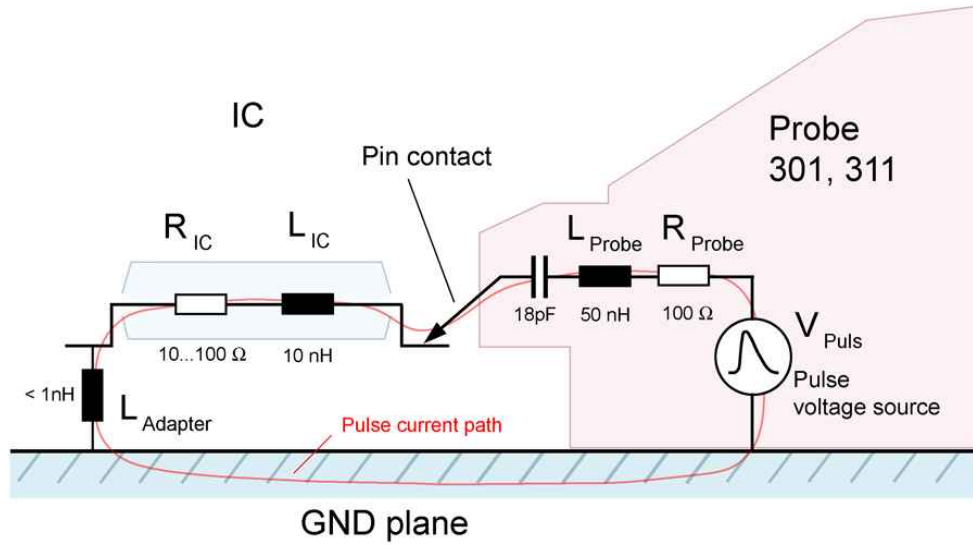 IC
Probe
301, 311
Pin contact
R IC
L IC
L Probe
R Probe
18pF
50 nH
100 Ω
10...100 Ω
10 nH
V Puls
Pulse
voltage source
< 1nH
L Adapter
Pulse current path
GND plane